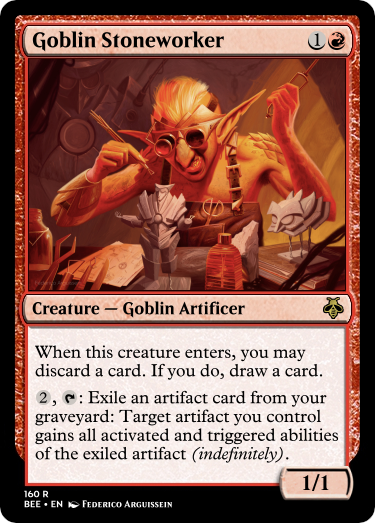 Goblin Stoneworker 1
Creature — Goblin Artificer
When this creature enters, you may
discard a card. If you do, draw a card.
2, : Exile an artifact card from your
graveyard: Target artifact you control
gains all activated and triggered abilities
of the exiled artifact (indefinitely).
1/1
160 R
BEE • EN Federico Arguissein